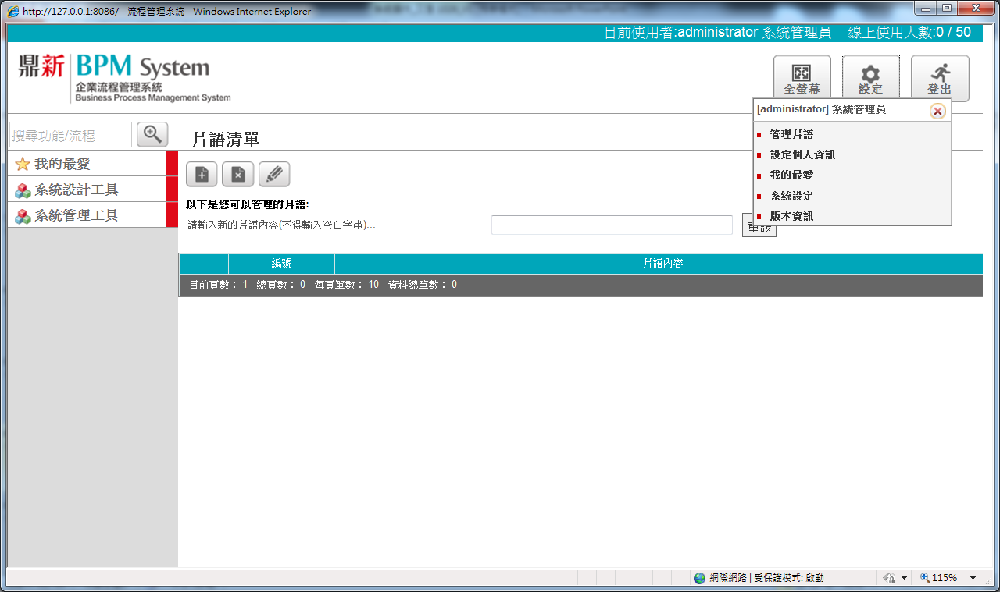 http://127.0.0.1:8086/ - 流程管理系統 - Windows Internet Explorer
目前使用者:administrator 系統管理員 線上使用人數:0 / 50
鼎新 BPM System
企業流程管理系統
Business Process Management System
全螢幕 設定 登出
[administrator] 系統管理員
管理片語
設定個人資訊
我的最愛
系統設定
版本資訊
搜尋功能/流程
片語清單
我的最愛
系統設計工具
系統管理工具
以下是您可以管理的片語:
請輸入新的片語內容(不得輸入空白字串)...
重設
編號 片語內容
目前頁數： 1 總頁數： 0 每頁筆數： 10 資料總筆數： 0
網際網路 | 受保護模式: 啟動
115%